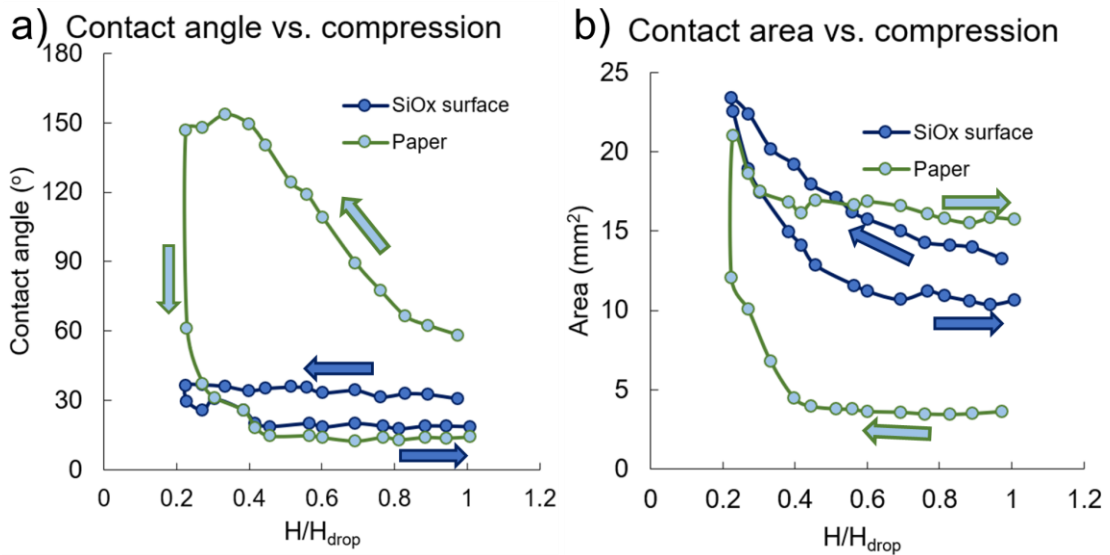 a) Contact angle vs. compression
180
150
120
90
60
30
0
Contact angle (º)
SiOx surface
Paper
0 0.2 0.4 0.6 0.8 1 1.2
H/Hdrop
b) Contact area vs. compression
25
20
15
10
5
0
Area (mm²)
SiOx surface
Paper
0 0.2 0.4 0.6 0.8 1 1.2
H/Hdrop